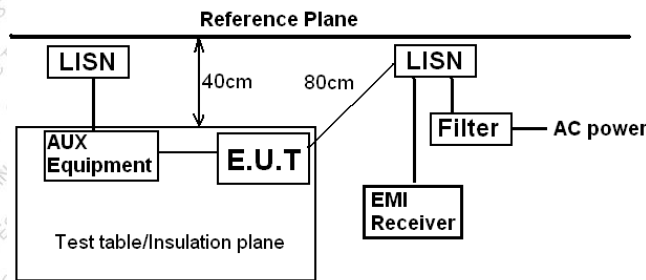 Reference Plane
LISN
40cm
80cm
LISN
AUX
Equipment
E.U.T
Filter
AC power
EMI
Receiver
Test table/Insulation plane